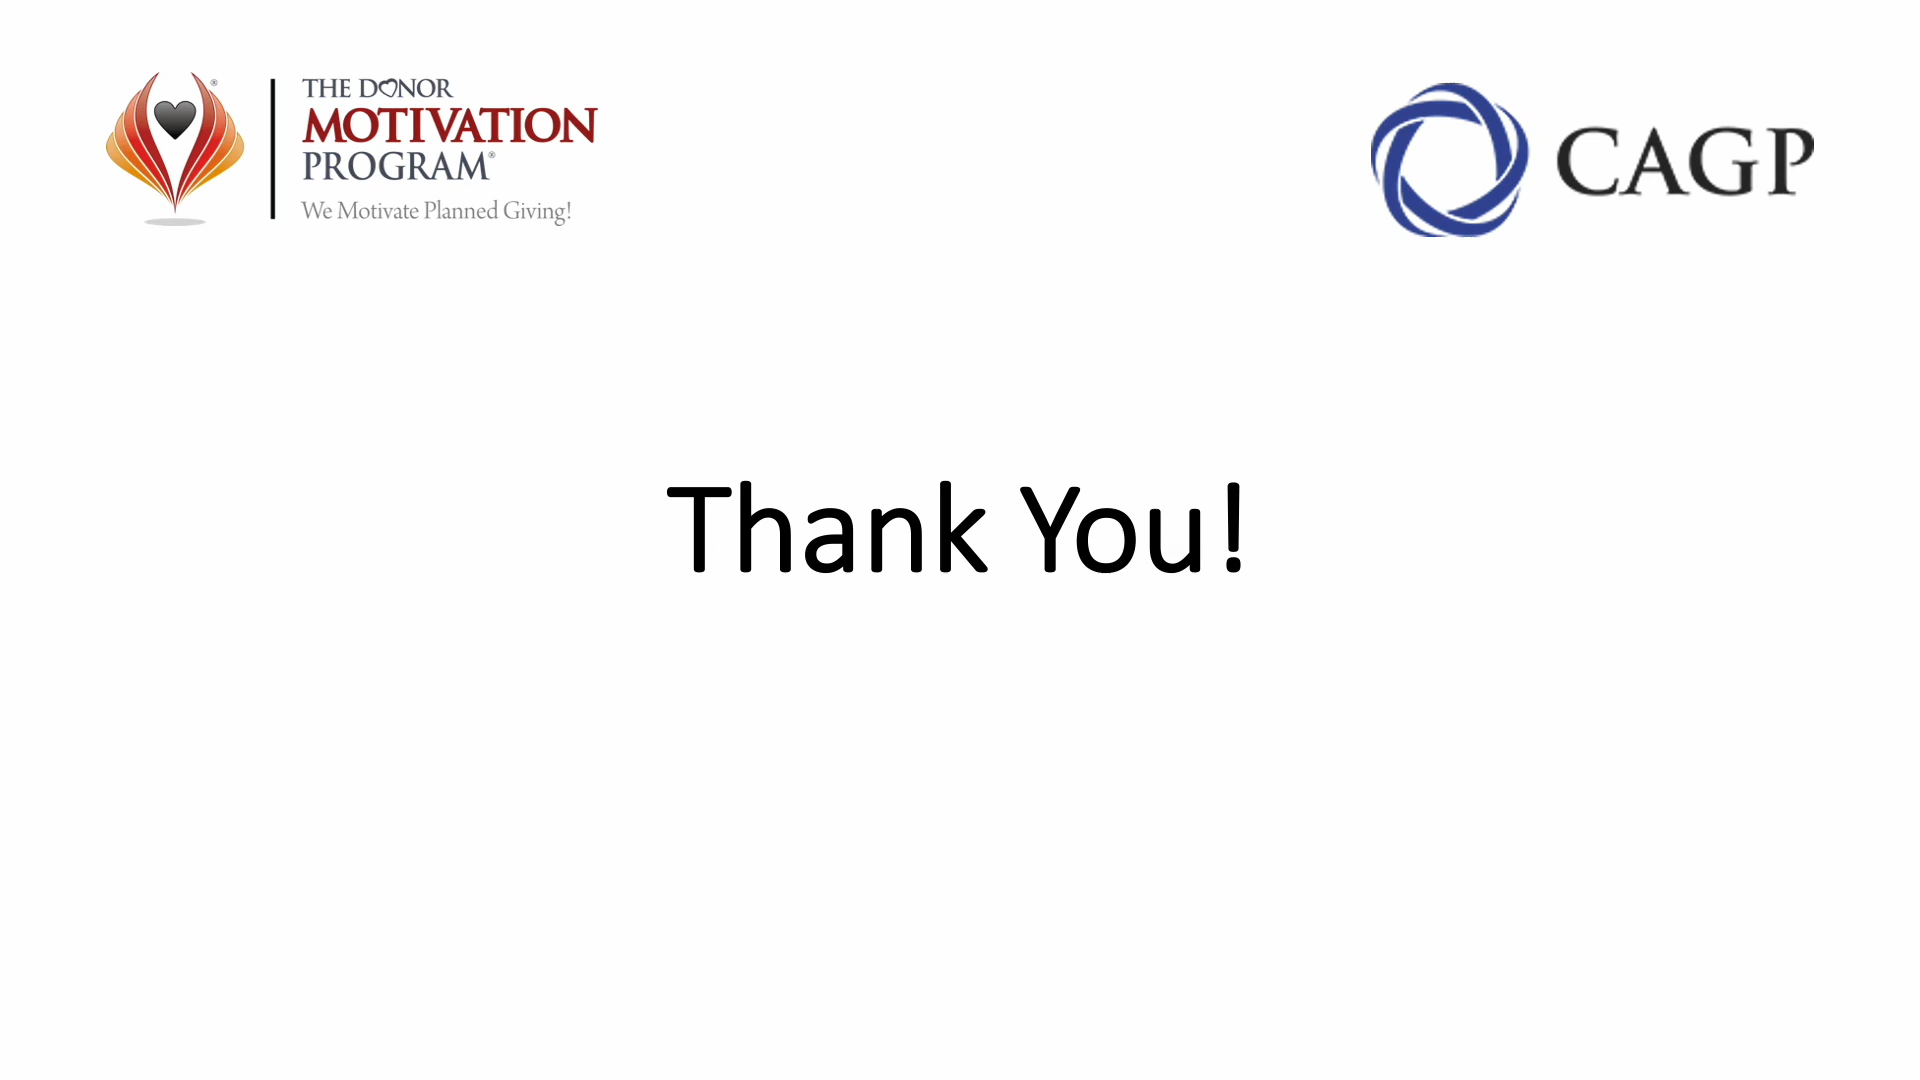 THE DONOR
MOTIVATION
PROGRAM®
We Motivate Planned Giving!
CAGP
Thank You!